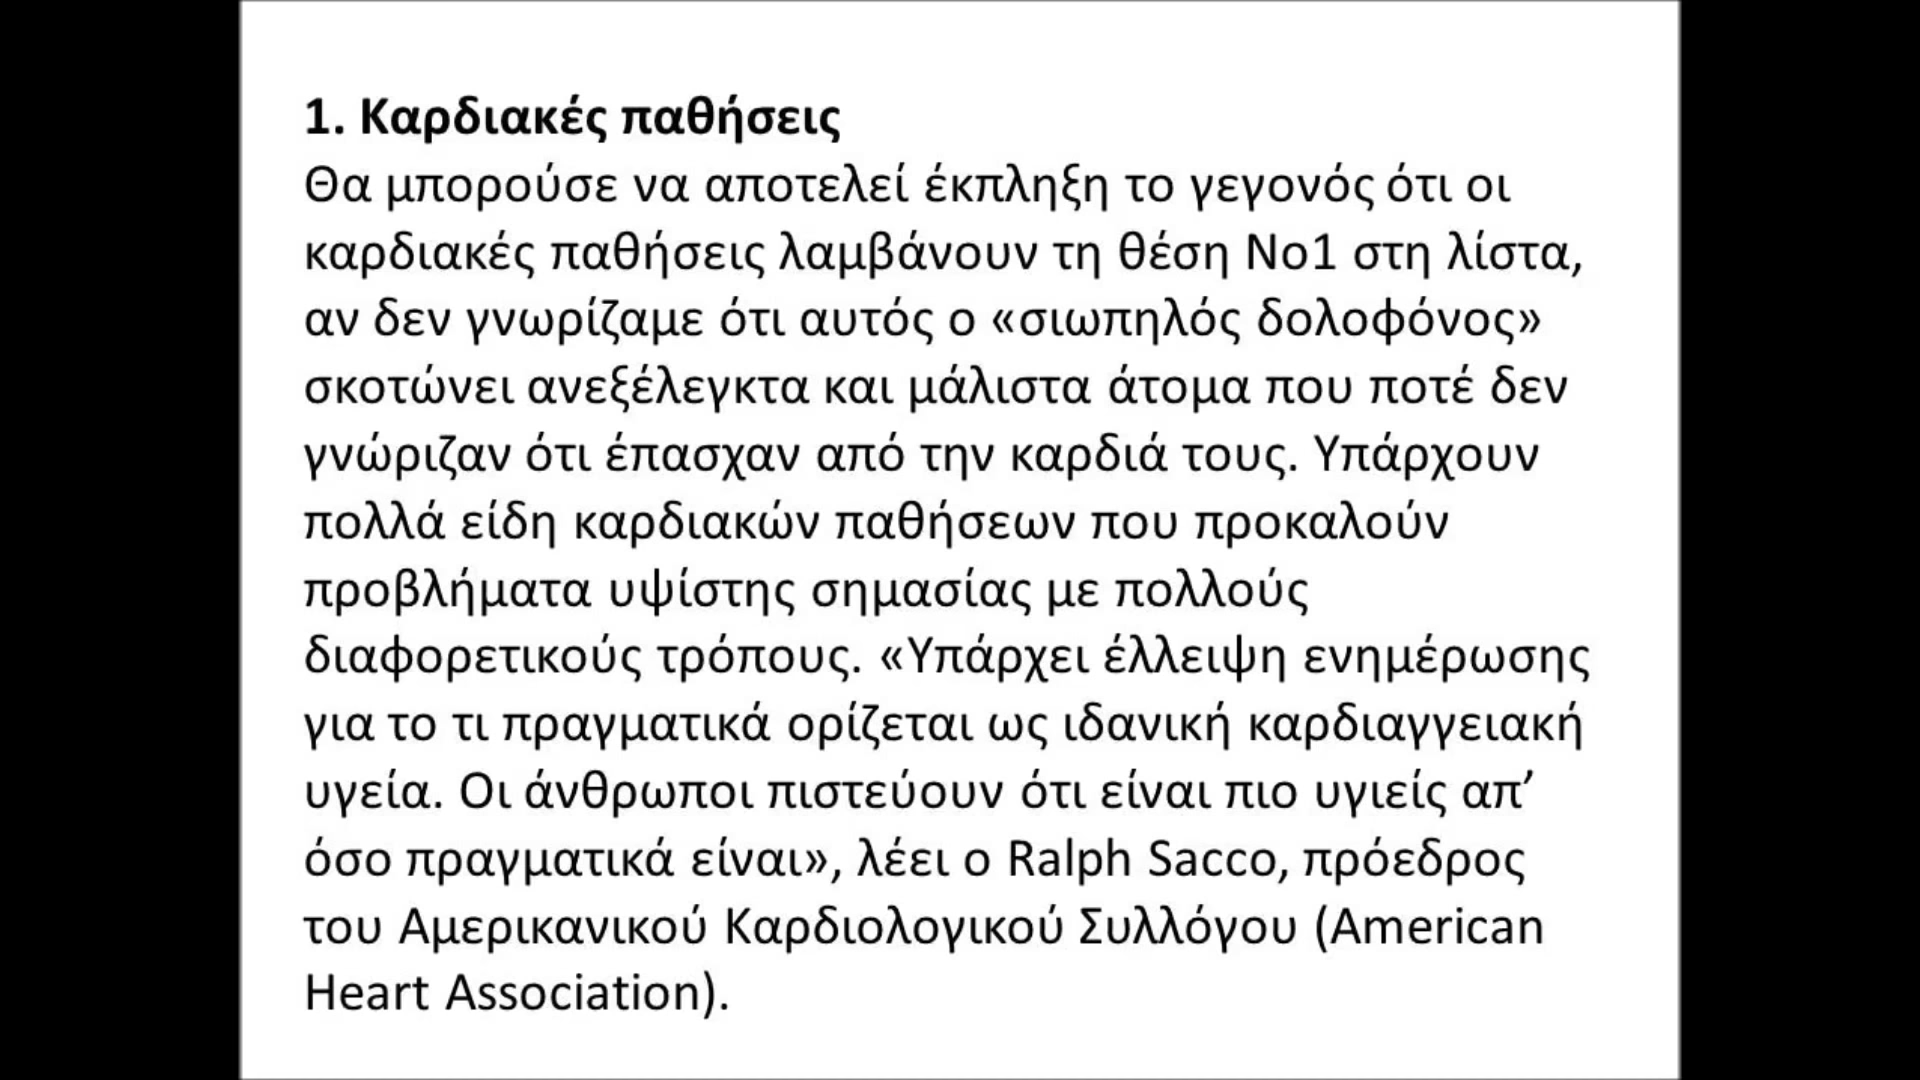 1. Καρδιακές παθήσεις
Θα μπορούσε να αποτελεί έκπληξη το γεγονός ότι οι
καρδιακές παθήσεις λαμβάνουν τη θέση Νο1 στη λίστα,
αν δεν γνωρίζαμε ότι αυτός ο «σιωπηλός δολοφόνος»
σκοτώνει ανεξέλεγκτα και μάλιστα άτομα που ποτέ δεν
γνώριζαν ότι έπασχαν από την καρδιά τους. Υπάρχουν
πολλά είδη καρδιακών παθήσεων που προκαλούν
προβλήματα υψίστης σημασίας με πολλούς
διαφορετικούς τρόπους. «Υπάρχει έλλειψη ενημέρωσης
για το τι πραγματικά ορίζεται ως ιδανική καρδιαγγειακή
υγεία. Οι άνθρωποι πιστεύουν ότι είναι πιο υγιείς απ’
όσο πραγματικά είναι», λέει ο Ralph Sacco, πρόεδρος
του Αμερικανικού Καρδιολογικού Συλλόγου (American
Heart Association).